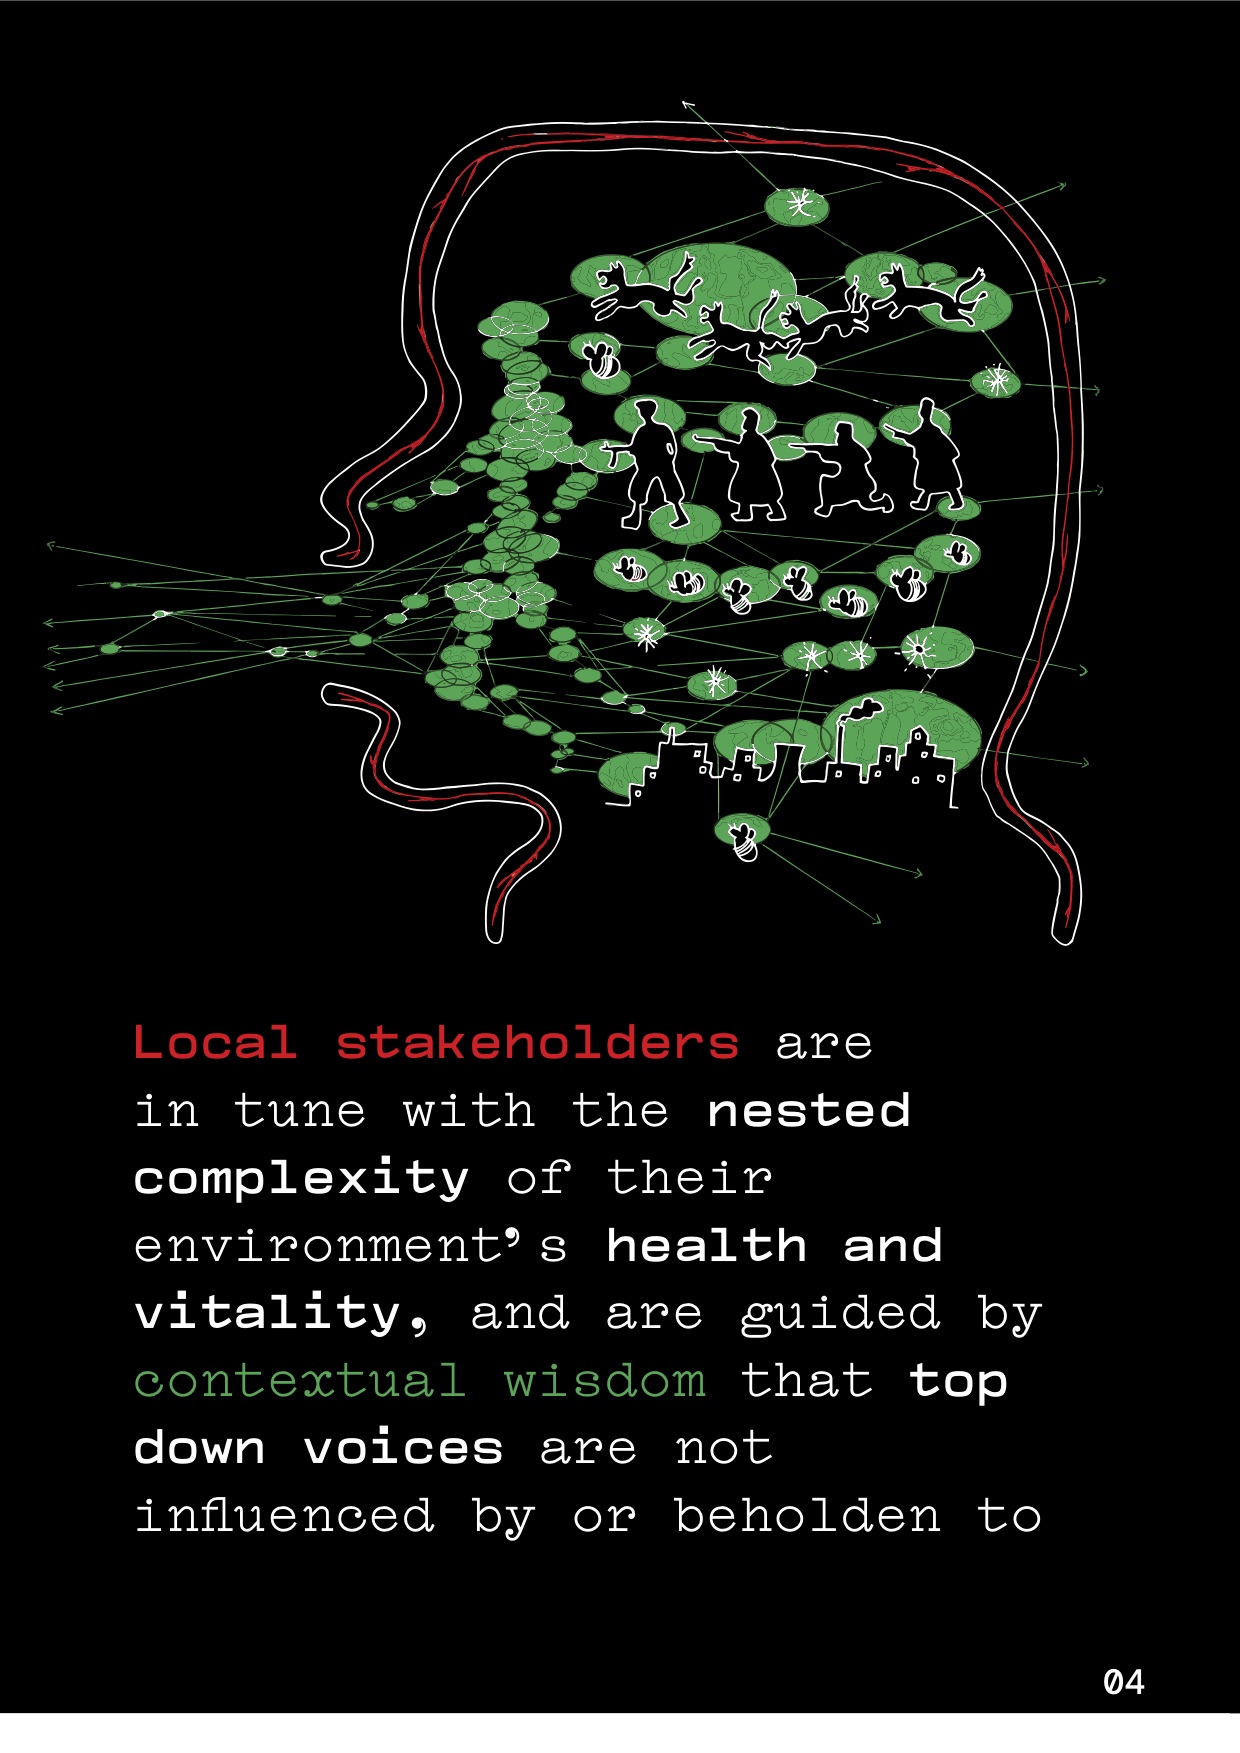 Local stakeholders are
in tune with the nested
complexity of their
environment’s health and
vitality, and are guided by
contextual wisdom that top
down voices are not
influenced by or beholden to
04